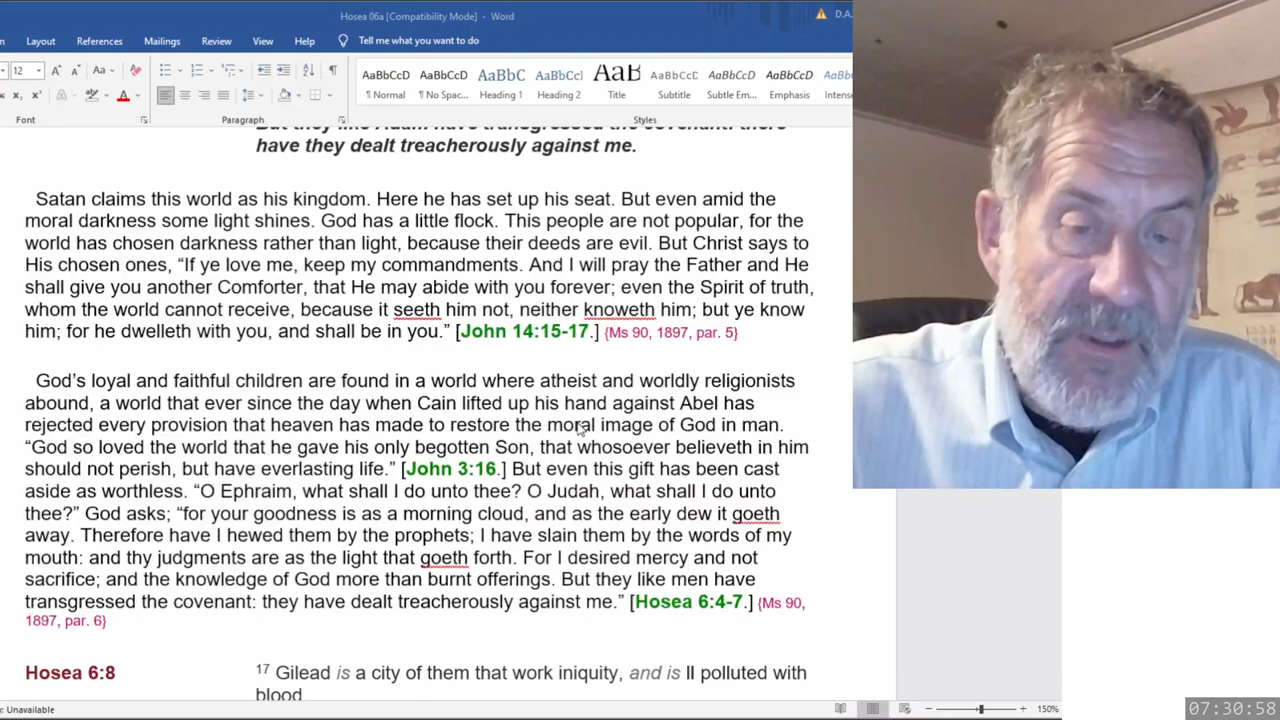 Hosea 06a [Compatibility Mode] - Word
D.A.
Layout References Mailings Review View Help Tell me what you want to do
12 Aa
AaBbCcD AaBbCcD AaBbC AaBbCcI AaB AaBbCcD AaBbCcD AaBbCcD AaBb
¶ Normal ¶ No Spac... Heading 1 Heading 2 Title Subtitle Subtle Em... Emphasis Intense
Font Paragraph Styles
But they like Adam have transgressed the covenant: there
have they dealt treacherously against me.
Satan claims this world as his kingdom. Here he has set up his seat. But even amid the
moral darkness some light shines. God has a little flock. This people are not popular, for the
world has chosen darkness rather than light, because their deeds are evil. But Christ says to
His chosen ones, “If ye love me, keep my commandments. And I will pray the Father and He
shall give you another Comforter, that He may abide with you forever; even the Spirit of truth,
whom the world cannot receive, because it seeth him not, neither knoweth him; but ye know
him; for he dwelleth with you, and shall be in you.” [John 14:15-17.] {Ms 90, 1897, par. 5}
God’s loyal and faithful children are found in a world where atheist and worldly religionists
abound, a world that ever since the day when Cain lifted up his hand against Abel has
rejected every provision that heaven has made to restore the moral image of God in man.
“God so loved the world that he gave his only begotten Son, that whosoever believeth in him
should not perish, but have everlasting life.” [John 3:16.] But even this gift has been cast
aside as worthless. “O Ephraim, what shall I do unto thee? O Judah, what shall I do unto
thee?” God asks; “for your goodness is as a morning cloud, and as the early dew it goeth
away. Therefore have I hewed them by the prophets; I have slain them by the words of my
mouth: and thy judgments are as the light that goeth forth. For I desired mercy and not
sacrifice; and the knowledge of God more than burnt offerings. But they like men have
transgressed the covenant: they have dealt treacherously against me.” [Hosea 6:4-7.] {Ms 90,
1897, par. 6}
Hosea 6:8 17 Gilead is a city of them that work iniquity, and is II polluted with
blood
: Unavailable
150%
07:30:58